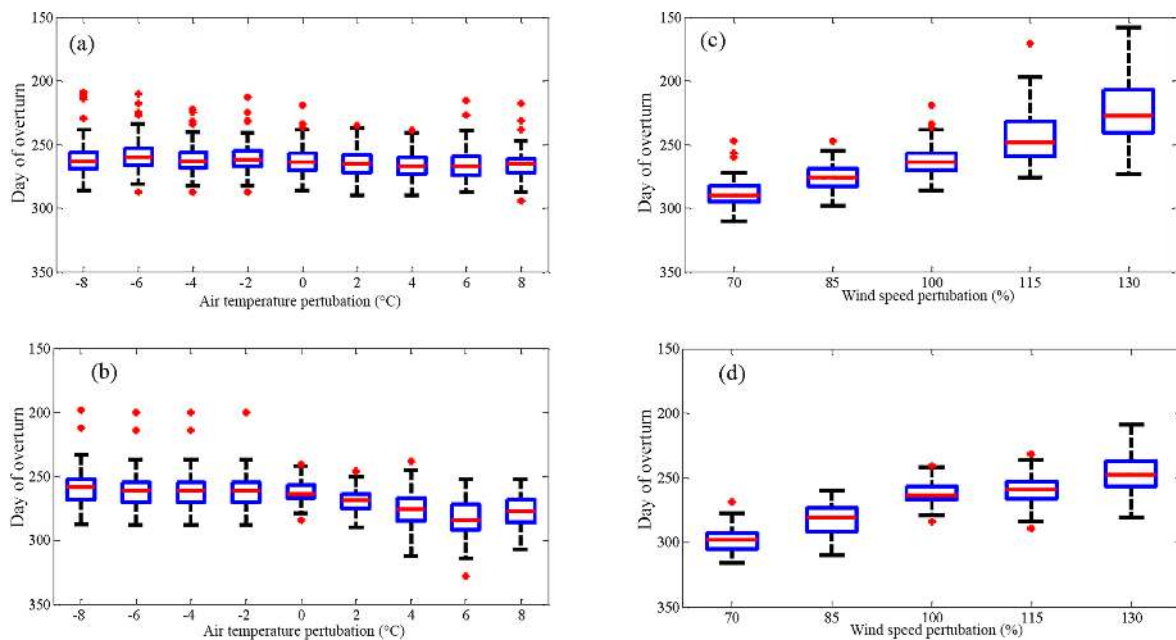 (a)
Day of overturn
150
200
250
300
350
-8 -6 -4 -2 0 2 4 6 8
Air temperature pertubation (°C)
(c)
Day of overturn
150
200
250
300
350
70 85 100 115 130
Wind speed pertubation (%)
(b)
Day of overturn
150
200
250
300
350
-8 -6 -4 -2 0 2 4 6 8
Air temperature pertubation (°C)
(d)
Day of overturn
150
200
250
300
350
70 85 100 115 130
Wind speed pertubation (%)